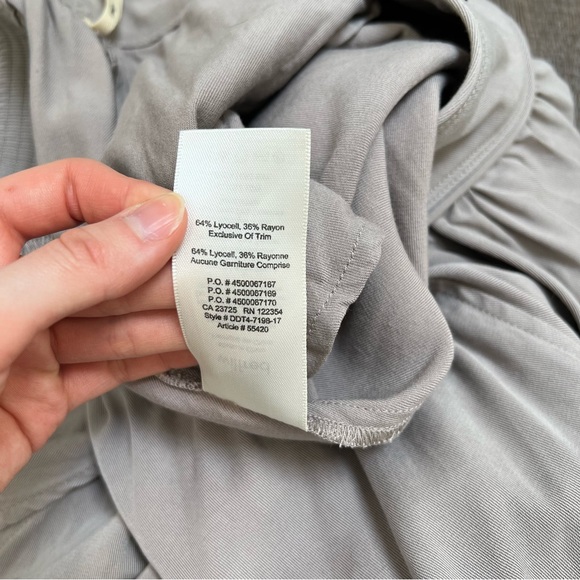 64% Lyocell, 36% Rayon
Exclusive Of Trim
64% Lyocell, 36% Rayonne
Aucune Garniture Comprise
P.O. # 4500067167
P.O. # 4500067169
P.O. # 4500067170
CA 23725 RN 122354
Style # DDT4-7198-17
Article # 55420